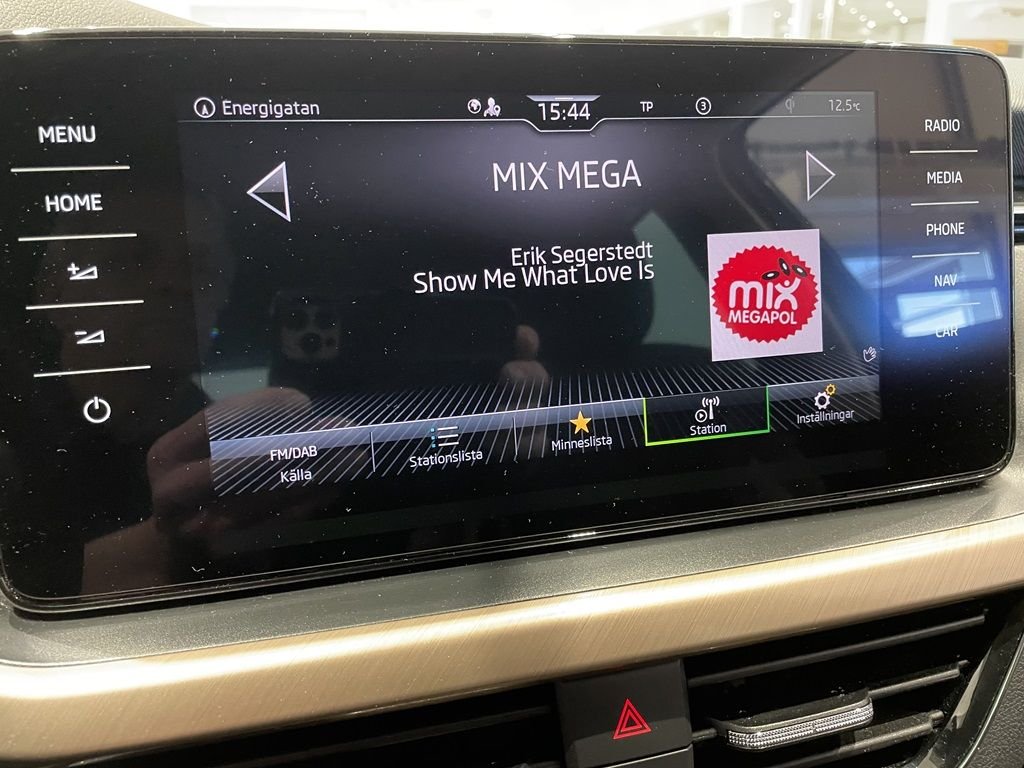 MENU
HOME
Energigatan
15:44
TP
3
12.5°C
MIX MEGA
Erik Segerstedt
Show Me What Love Is
mix
MEGAPOL
FM/DAB
Källa
Stationslista
Minneslista
Station
Inställningar
RADIO
MEDIA
PHONE
NAV
CAR